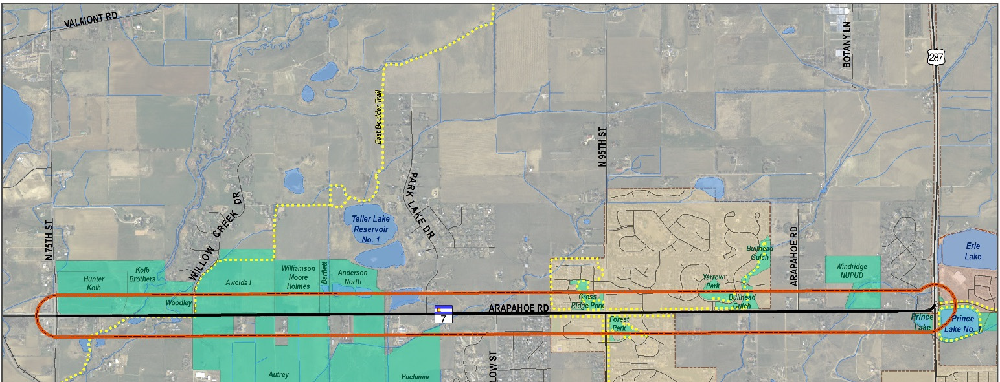 VALMONT RD
BOTANY LN
287
East Boulder Trail
N 95TH ST
PARK LAKE DR
WILLOW CREEK DR
N 75TH ST
Teller Lake
Reservoir
No. 1
ARAPAHOE RD
Erie
Lake
Bullhead
Gulch
Hunter
Kolb
Kolb
Brothers
Aweida I
Williamson
Moore
Holmes
Bartlett
Anderson
North
Windridge
NUPUD
Yarrow
Park
Woodley
Cross
Ridge Park
Bullhead
Gulch
ARAPAHOE RD
7
Forest
Park
Prince
Lake
Prince
Lake No. 1
LOW ST
Autrey
Paclamar